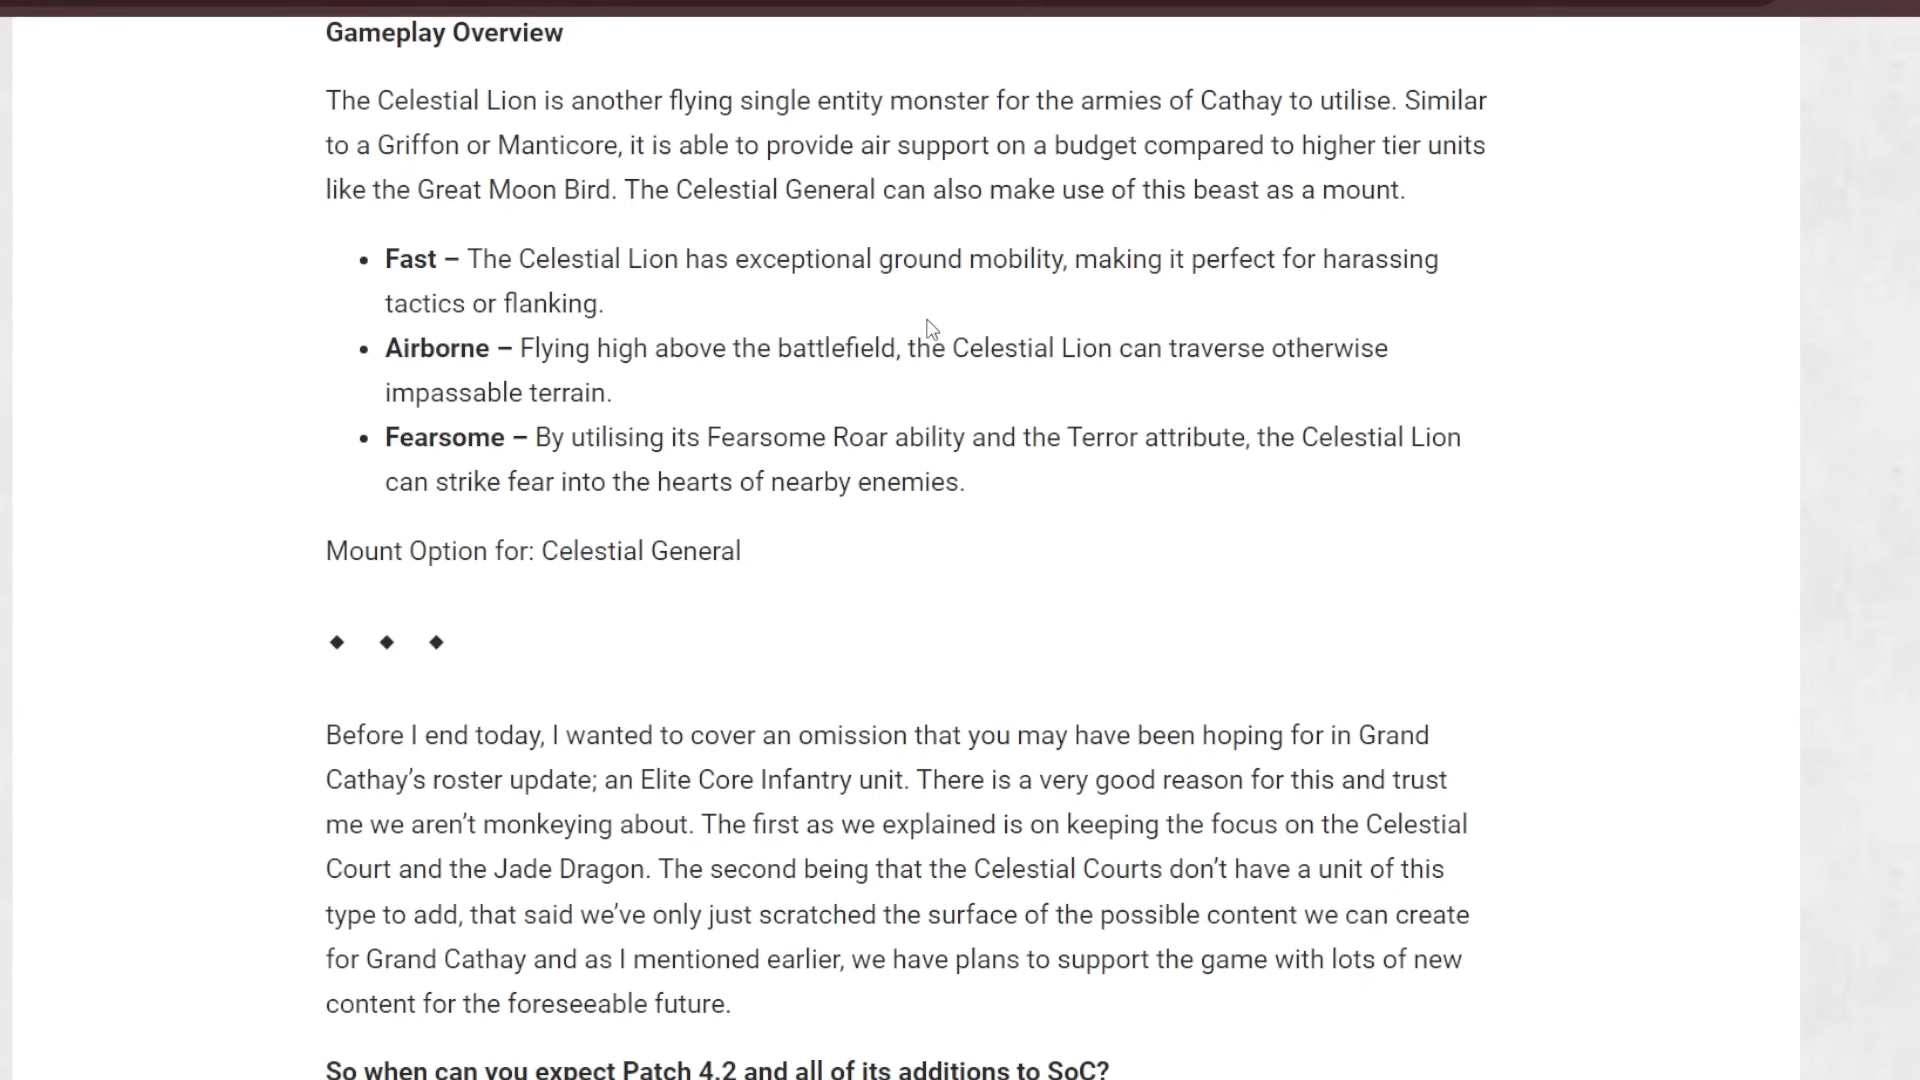 Gameplay Overview
The Celestial Lion is another flying single entity monster for the armies of Cathay to utilise. Similar
to a Griffon or Manticore, it is able to provide air support on a budget compared to higher tier units
like the Great Moon Bird. The Celestial General can also make use of this beast as a mount.
• Fast – The Celestial Lion has exceptional ground mobility, making it perfect for harassing
tactics or flanking.
• Airborne – Flying high above the battlefield, the Celestial Lion can traverse otherwise
impassable terrain.
• Fearsome – By utilising its Fearsome Roar ability and the Terror attribute, the Celestial Lion
can strike fear into the hearts of nearby enemies.
Mount Option for: Celestial General
◆ ◆ ◆
Before I end today, I wanted to cover an omission that you may have been hoping for in Grand
Cathay’s roster update; an Elite Core Infantry unit. There is a very good reason for this and trust
me we aren’t monkeying about. The first as we explained is on keeping the focus on the Celestial
Court and the Jade Dragon. The second being that the Celestial Courts don’t have a unit of this
type to add, that said we’ve only just scratched the surface of the possible content we can create
for Grand Cathay and as I mentioned earlier, we have plans to support the game with lots of new
content for the foreseeable future.
So when can you expect Patch 4.2 and all of its additions to SoC?